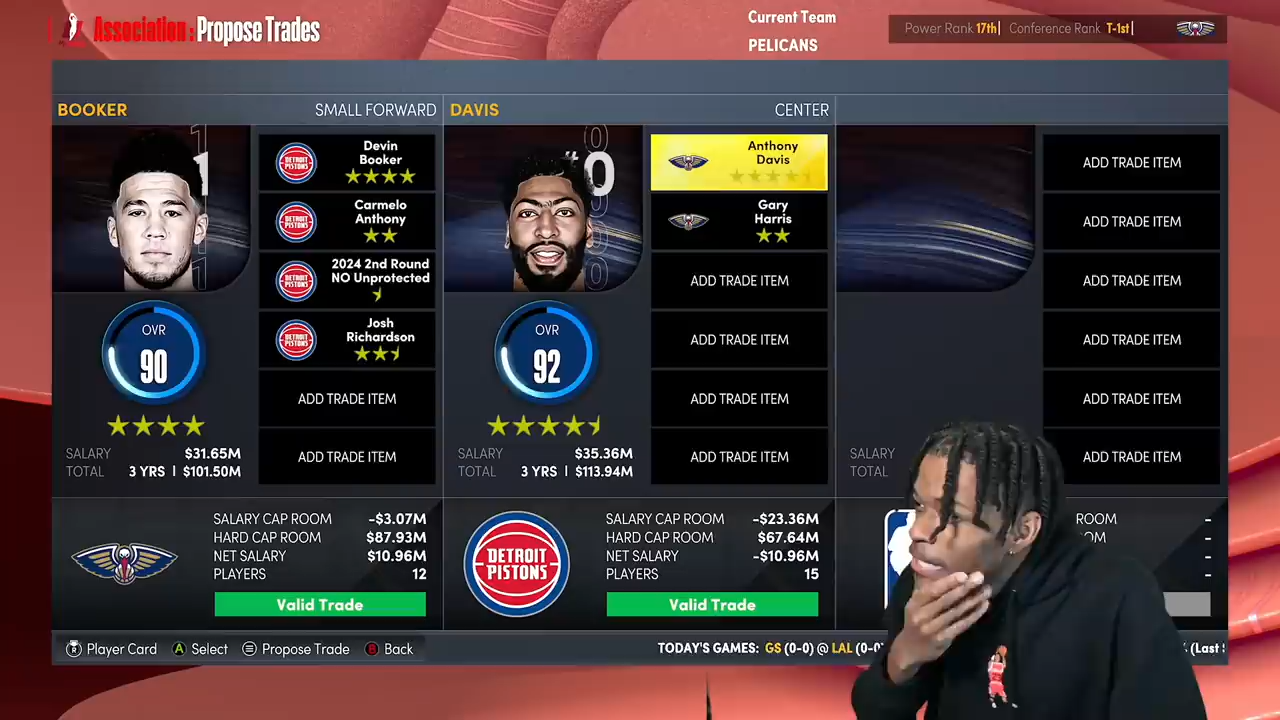 Association : Propose Trades
Current Team
PELICANS
Power Rank 17th| Conference Rank T-1st|
BOOKER
SMALL FORWARD
Devin
Booker
Carmelo
Anthony
2024 2nd Round
NO Unprotected
Josh
Richardson
ADD TRADE ITEM
ADD TRADE ITEM
OVR
90
SALARY $31.65M
TOTAL 3 YRS | $101.50M
DAVIS
CENTER
#0
Anthony
Davis
Gary
Harris
ADD TRADE ITEM
ADD TRADE ITEM
ADD TRADE ITEM
ADD TRADE ITEM
OVR
92
SALARY $35.36M
TOTAL 3 YRS | $113.94M
ADD TRADE ITEM
ADD TRADE ITEM
ADD TRADE ITEM
ADD TRADE ITEM
ADD TRADE ITEM
ADD TRADE ITEM
SALARY
TOTAL
SALARY CAP ROOM -$3.07M
HARD CAP ROOM $87.93M
NET SALARY $10.96M
PLAYERS 12
Valid Trade
DETROIT
PISTONS
SALARY CAP ROOM -$23.36M
HARD CAP ROOM $67.64M
NET SALARY -$10.96M
PLAYERS 15
Valid Trade
ROOM -
Player Card A Select Propose Trade B Back
TODAY'S GAMES: GS (0-0) @ LAL (0-0)